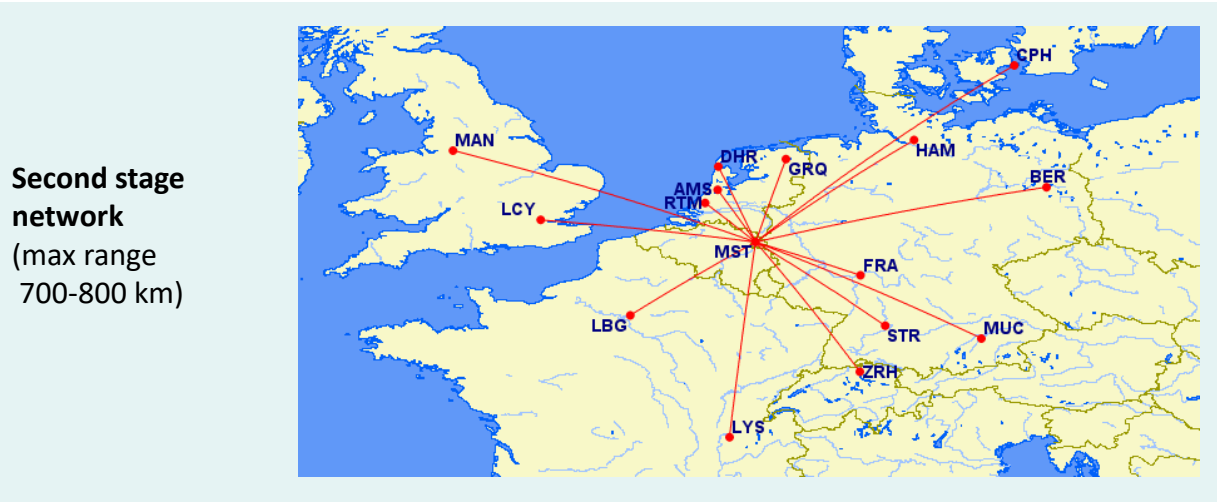 Second stage
network
(max range
700-800 km)
CPH
MAN
HAM
DHR
GRQ
BER
AMS
RTM
LCY
MST
FRA
LBG
STR
MUC
ZRH
LYS